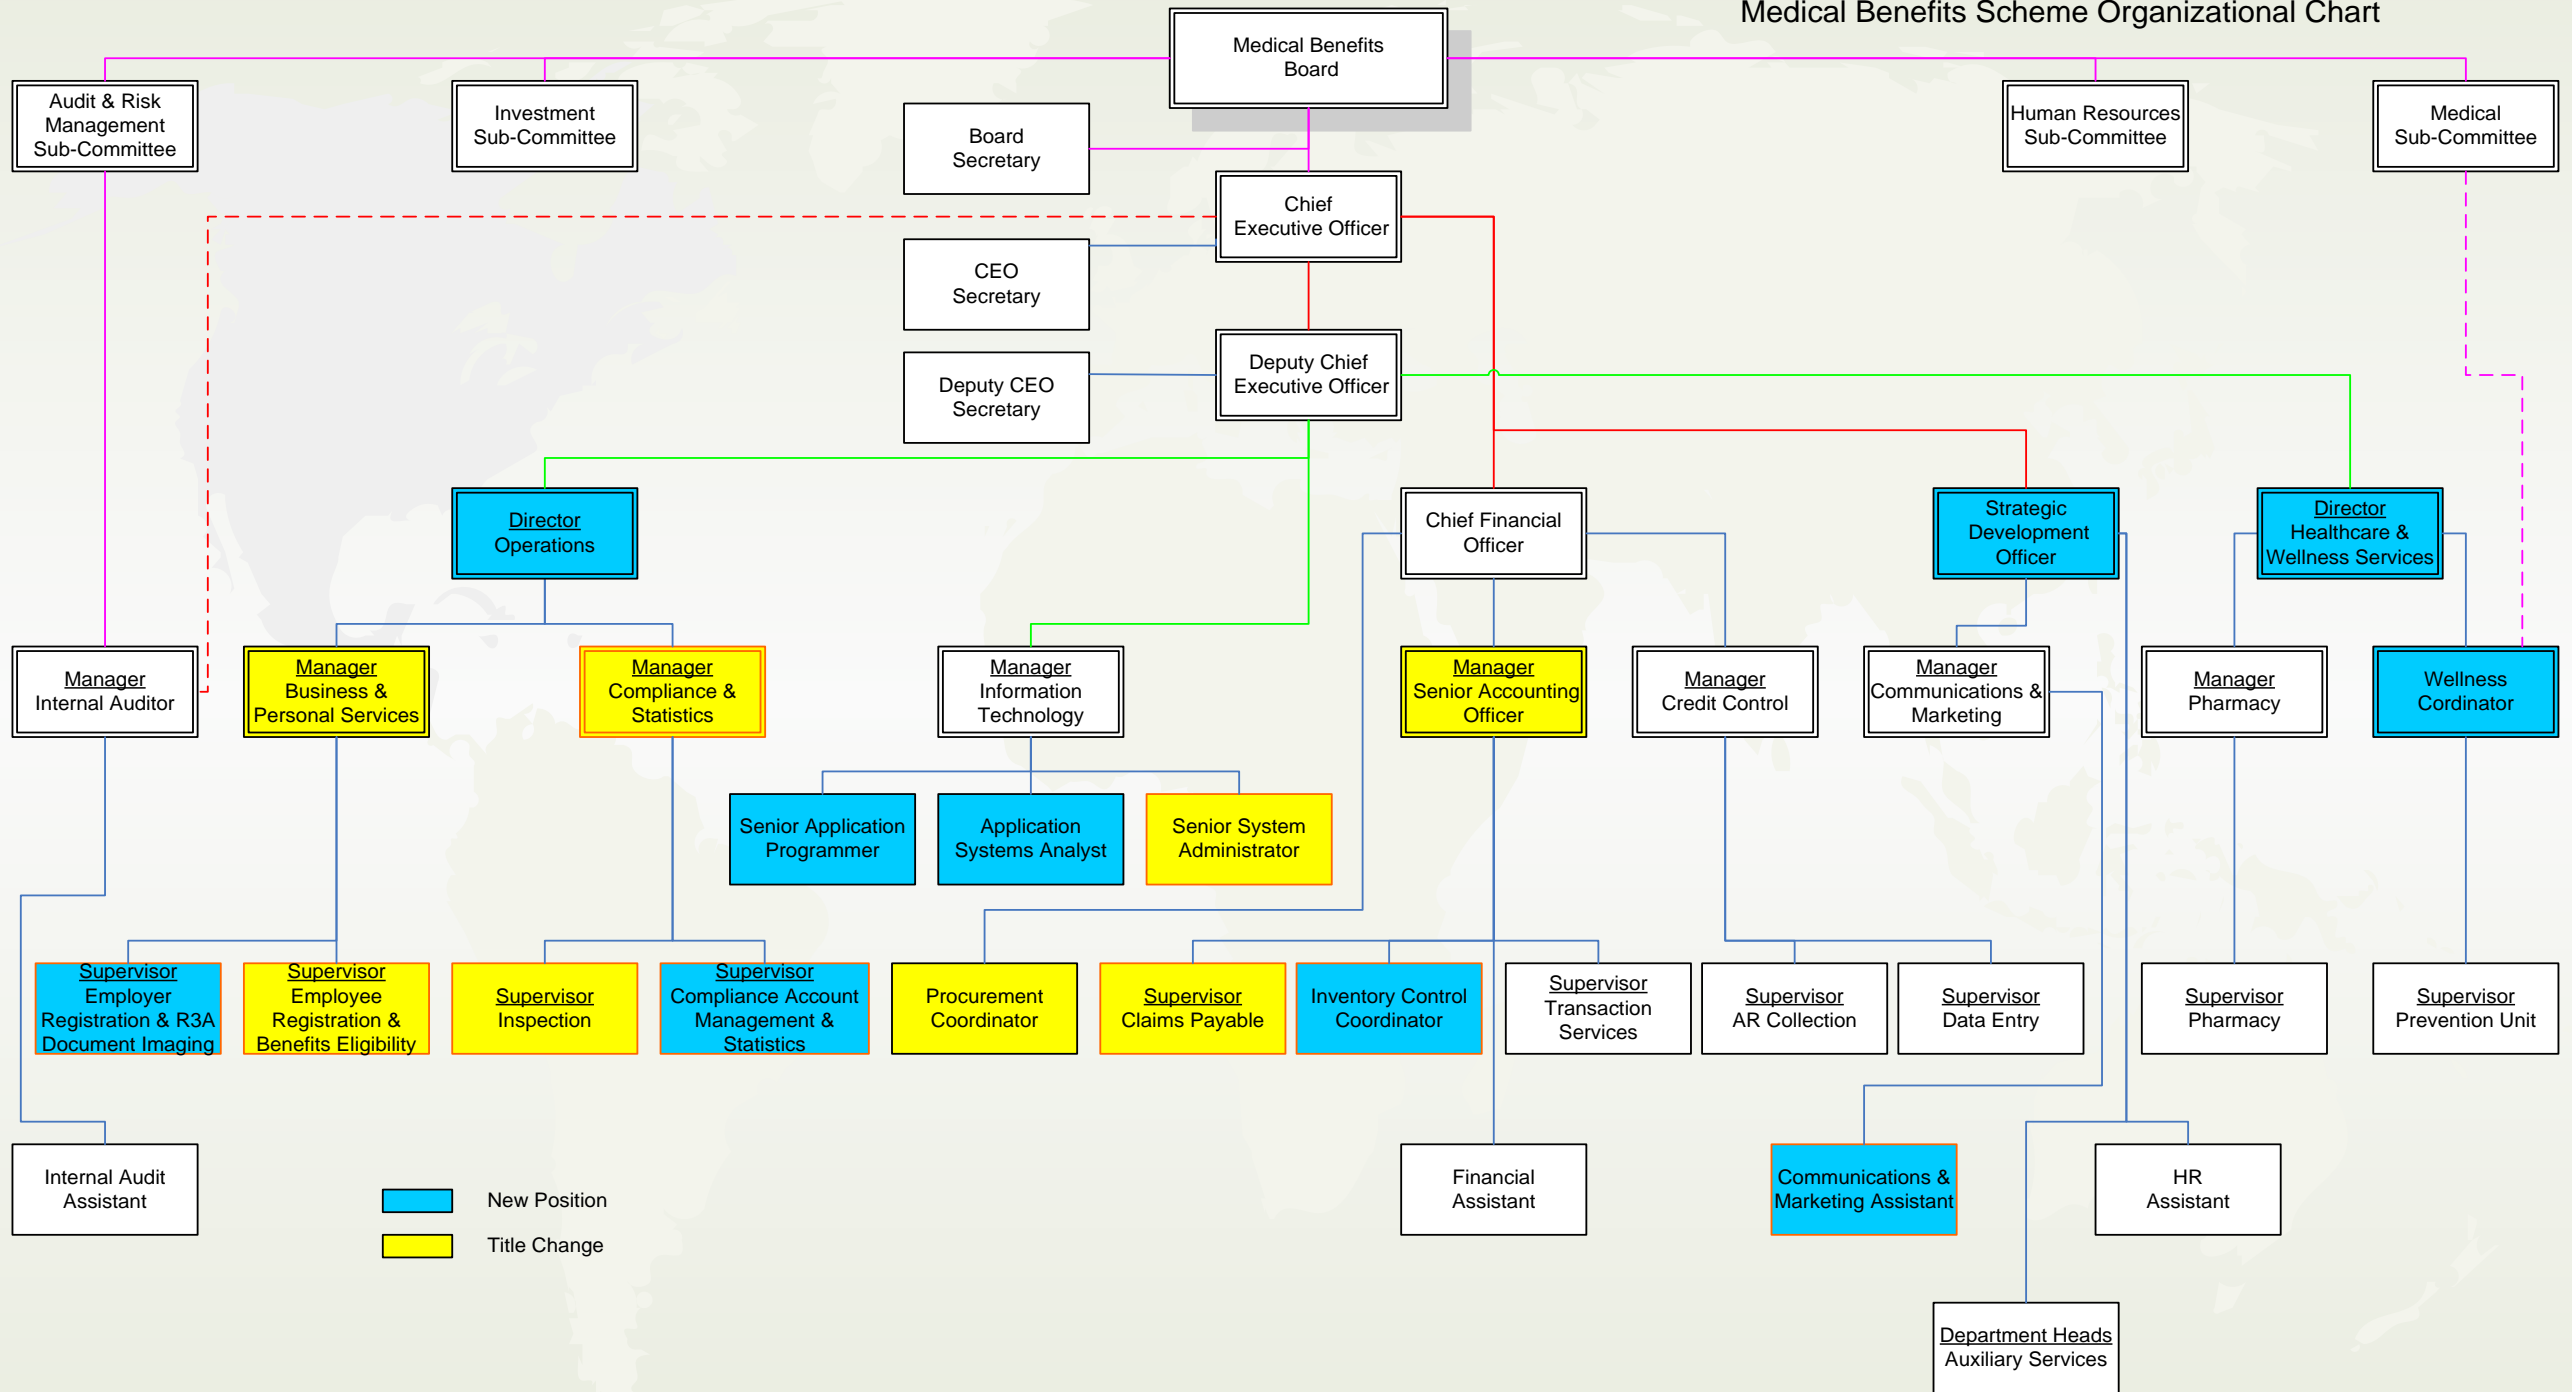 Medical Benefits Scheme Organizational Chart
Medical Benefits
Board
Audit & Risk
Management
Sub-Committee
Investment
Sub-Committee
Human Resources
Sub-Committee
Medical
Sub-Committee
Board
Secretary
Chief
Executive Officer
CEO
Secretary
Deputy Chief
Executive Officer
Deputy CEO
Secretary
Director
Operations
Chief Financial
Officer
Strategic
Development
Officer
Director
Healthcare &
Wellness Services
Manager
Internal Auditor
Manager
Business &
Personal Services
Manager
Compliance &
Statistics
Manager
Information
Technology
Manager
Senior Accounting
Officer
Manager
Credit Control
Manager
Communications &
Marketing
Manager
Pharmacy
Wellness
Cordinator
Senior Application
Programmer
Application
Systems Analyst
Senior System
Administrator
Supervisor
Employer
Registration & R3A
Document Imaging
Supervisor
Employee
Registration &
Benefits Eligibility
Supervisor
Inspection
Supervisor
Compliance Account
Management &
Statistics
Procurement
Coordinator
Supervisor
Claims Payable
Inventory Control
Coordinator
Supervisor
Transaction
Services
Supervisor
AR Collection
Supervisor
Data Entry
Supervisor
Pharmacy
Supervisor
Prevention Unit
Internal Audit
Assistant
Financial
Assistant
Communications &
Marketing Assistant
HR
Assistant
New Position
Title Change
Department Heads
Auxiliary Services